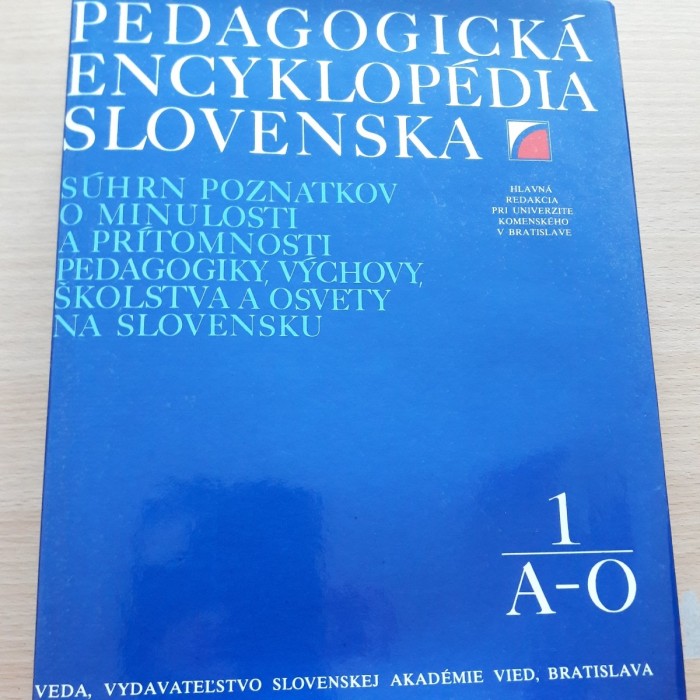 PEDAGOGICKÁ
ENCYKLOPÉDIA
SLOVENSKA
SÚHRN POZNATKOV
O MINULOSTI
A PRÍTOMNOSTI
PEDAGOGIKY, VÝCHOVY,
ŠKOLSTVA A OSVETY
NA SLOVENSKU
HLAVNÁ
REDAKCIA
PRI UNIVERZITE
KOMENSKÉHO
V BRATISLAVE
1
A–O
VEDA, VYDAVATEĽSTVO SLOVENSKEJ AKADÉMIE VIED, BRATISLAVA